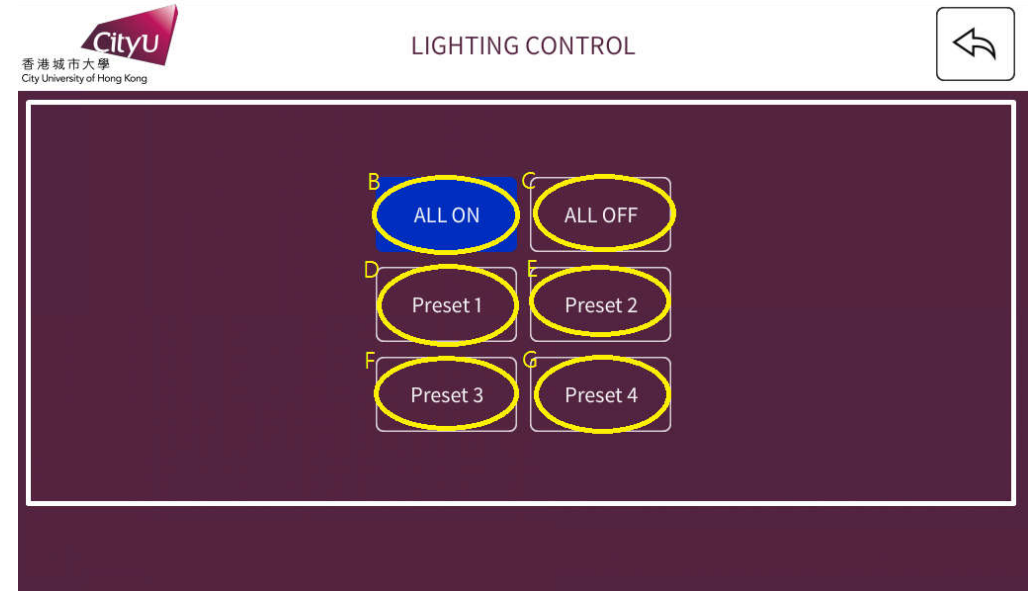 CityU
香港城市大學
City University of Hong Kong
LIGHTING CONTROL
B
ALL ON
C
ALL OFF
D
Preset 1
E
Preset 2
F
Preset 3
G
Preset 4